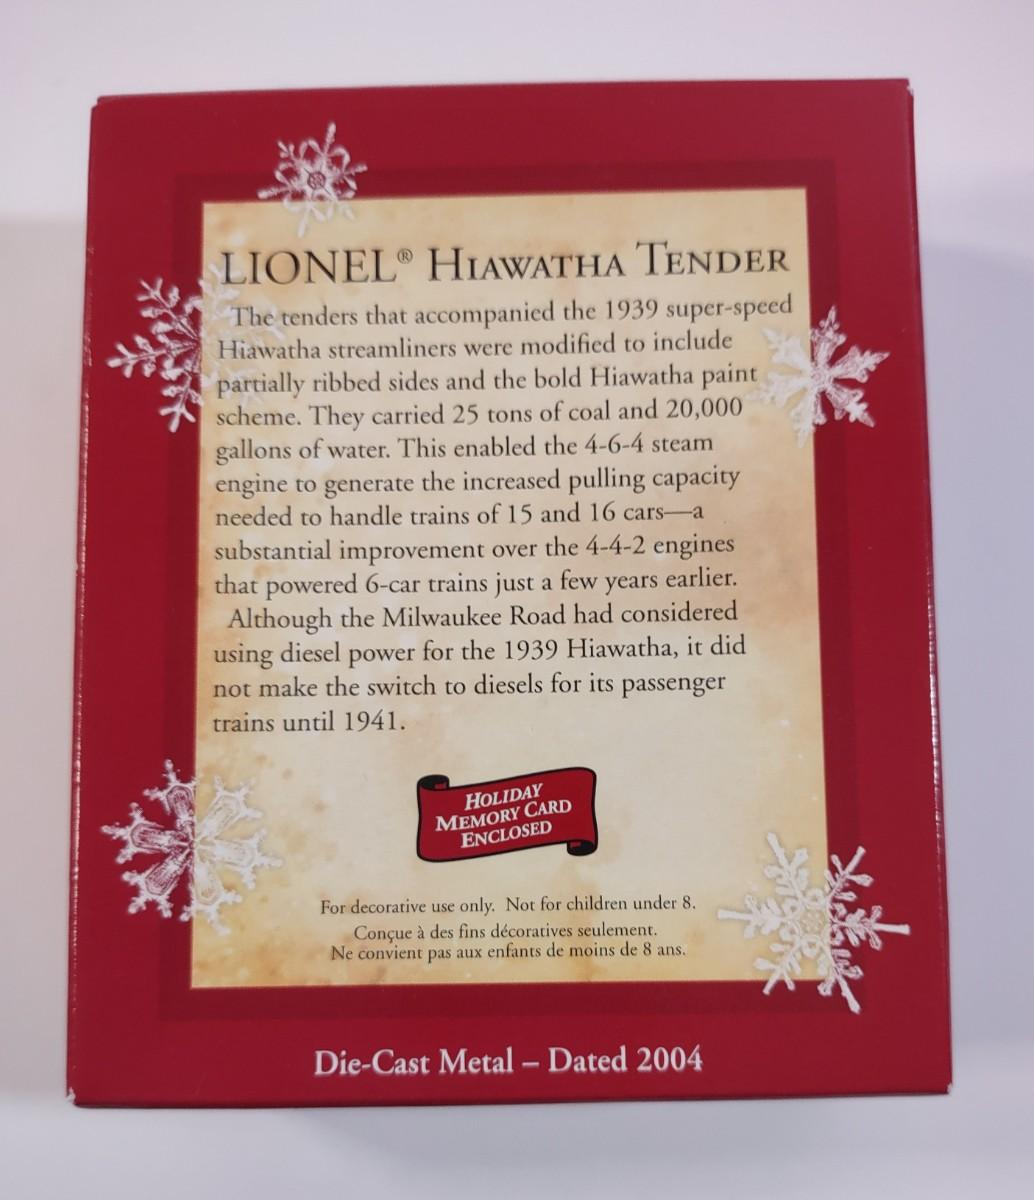 LIONEL® HIAWATHA TENDER
The tenders that accompanied the 1939 super-speed
Hiawatha streamliners were modified to include
partially ribbed sides and the bold Hiawatha paint
scheme. They carried 25 tons of coal and 20,000
gallons of water. This enabled the 4-6-4 steam
engine to generate the increased pulling capacity
needed to handle trains of 15 and 16 cars—a
substantial improvement over the 4-4-2 engines
that powered 6-car trains just a few years earlier.
Although the Milwaukee Road had considered
using diesel power for the 1939 Hiawatha, it did
not make the switch to diesels for its passenger
trains until 1941.
HOLIDAY
MEMORY CARD
ENCLOSED
For decorative use only. Not for children under 8.
Conçue à des fins décoratives seulement.
Ne convient pas aux enfants de moins de 8 ans.
Die-Cast Metal – Dated 2004